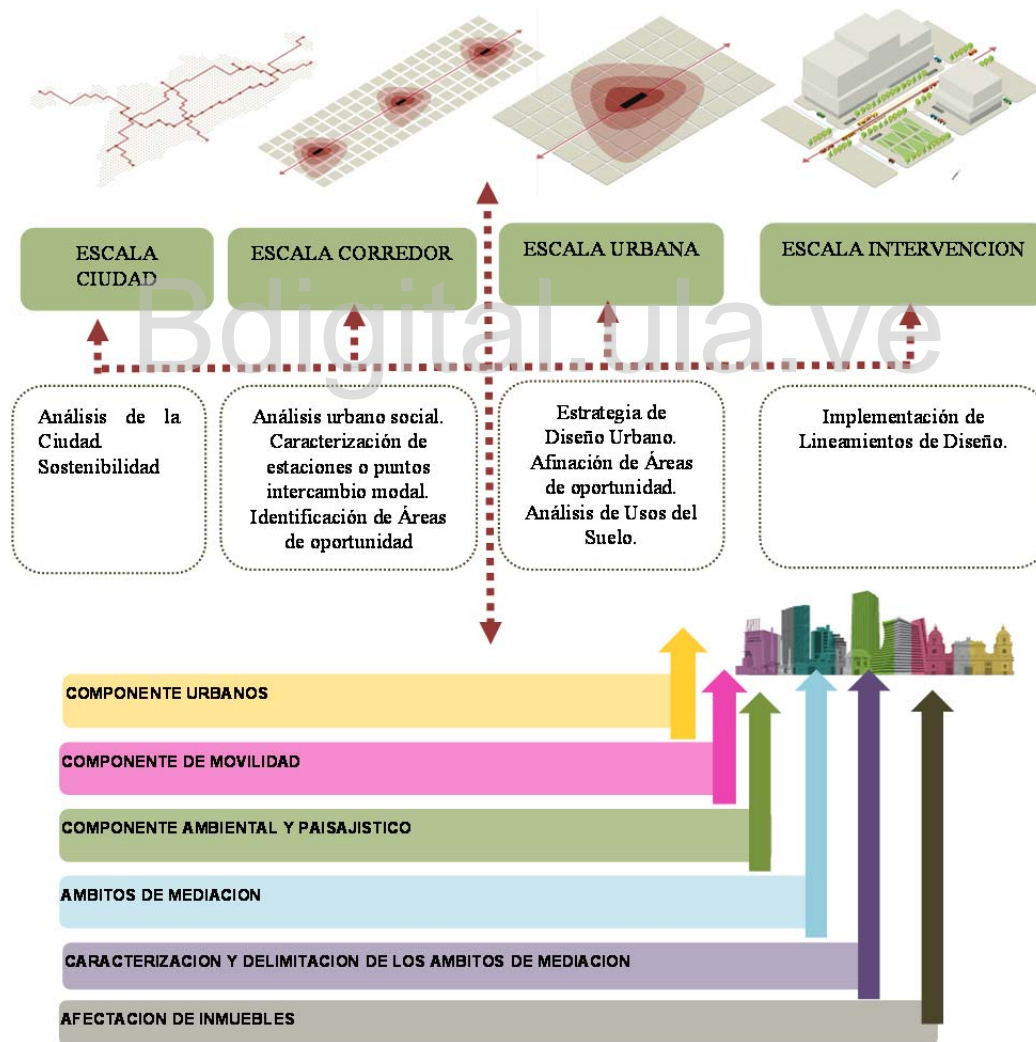 ESCALA
CIUDAD
ESCALA CORREDOR
ESCALA URBANA
ESCALA INTERVENCION
Bdigital.ula.ve
Análisis de la
Ciudad.
Sostenibilidad
Análisis urbano social.
Caracterización de
estaciones o puntos
intercambio modal.
Identificación de Áreas
de oportunidad
Estrategia de
Diseño Urbano.
Afinación de Áreas
de oportunidad.
Análisis de Usos del
Suelo.
Implementación de
Lineamientos de Diseño.
COMPONENTE URBANOS
COMPONENTE DE MOVILIDAD
COMPONENTE AMBIENTAL Y PAISAJISTICO
AMBITOS DE MEDIACION
CARACTERIZACION Y DELIMITACION DE LOS AMBITOS DE MEDIACION
AFECTACION DE INMUEBLES